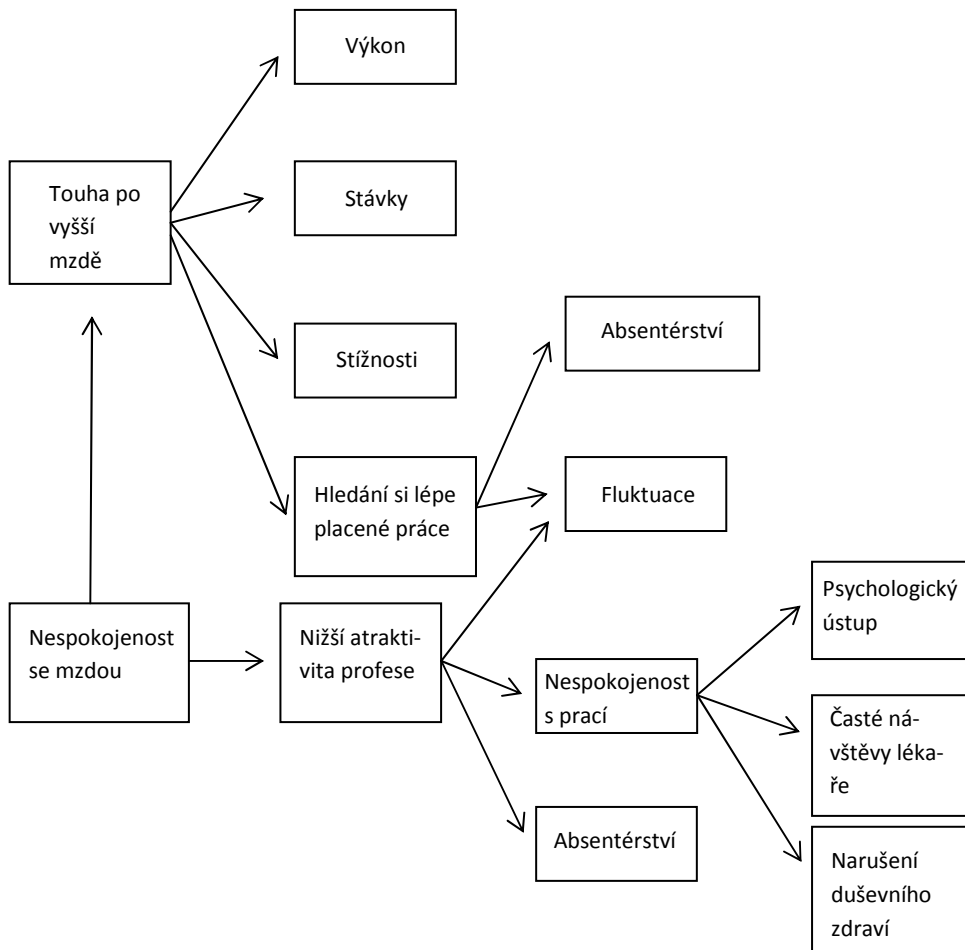 Výkon
Touha po
vyšší
mzdě
Stávky
Stížnosti
Absentérství
Hledání si lépe
placené práce
Fluktuace
Nespokojenost
se mzdou
Nižší atrakti-
vita profese
Nespokojenost
s prací
Psychologický
ústup
Časté ná-
vštěvy léka-
ře
Absentérství
Narušení
duševního
zdraví